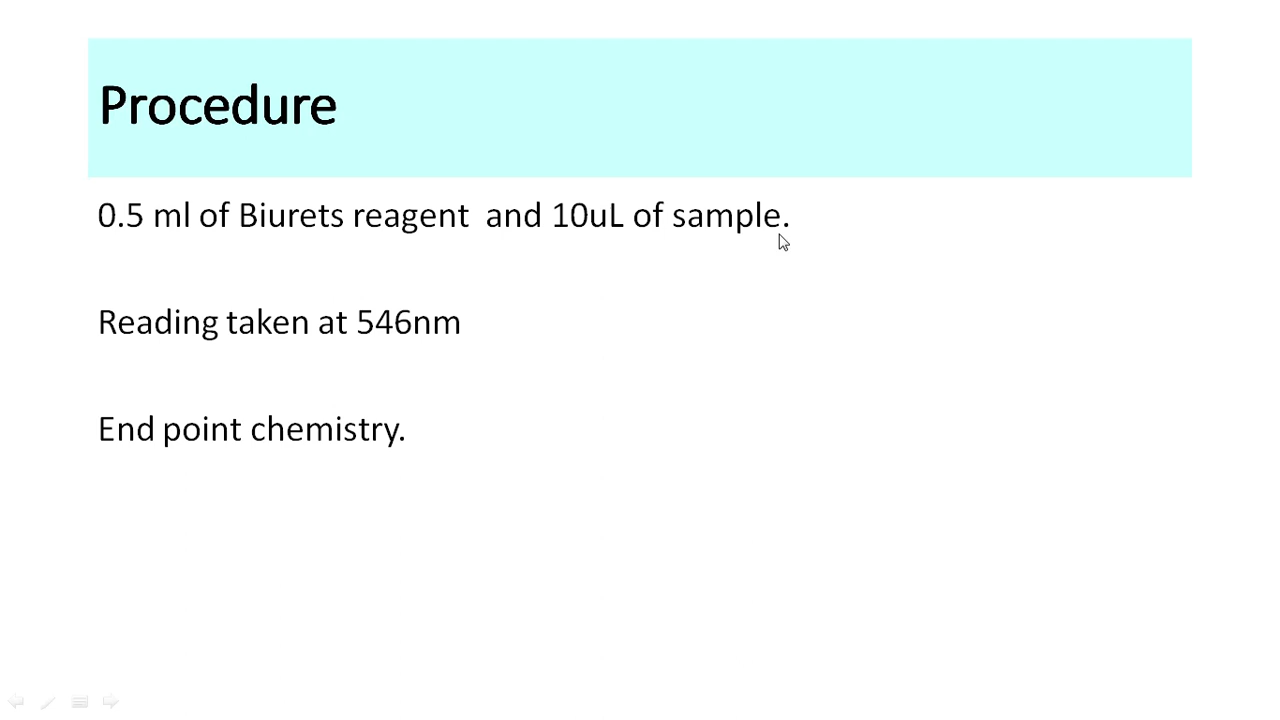 Procedure
0.5 ml of Biurets reagent  and 10uL of sample.
Reading taken at 546nm
End point chemistry.